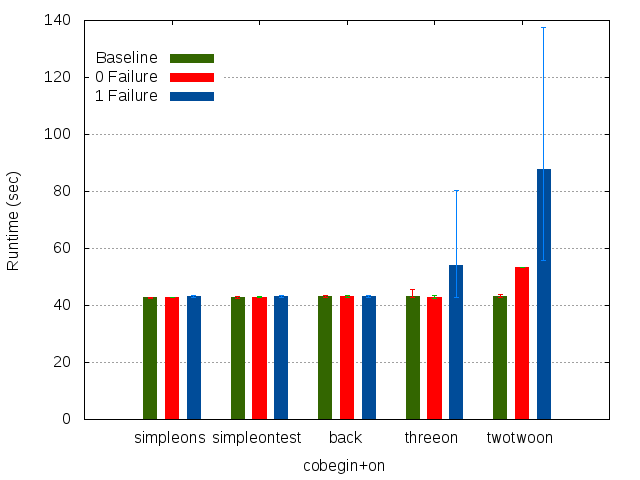 140
120
100
80
60
40
20
0
Runtime (sec)
Baseline
0 Failure
1 Failure
simpleons simpleontest back threeon twotwoon
cobegin+on